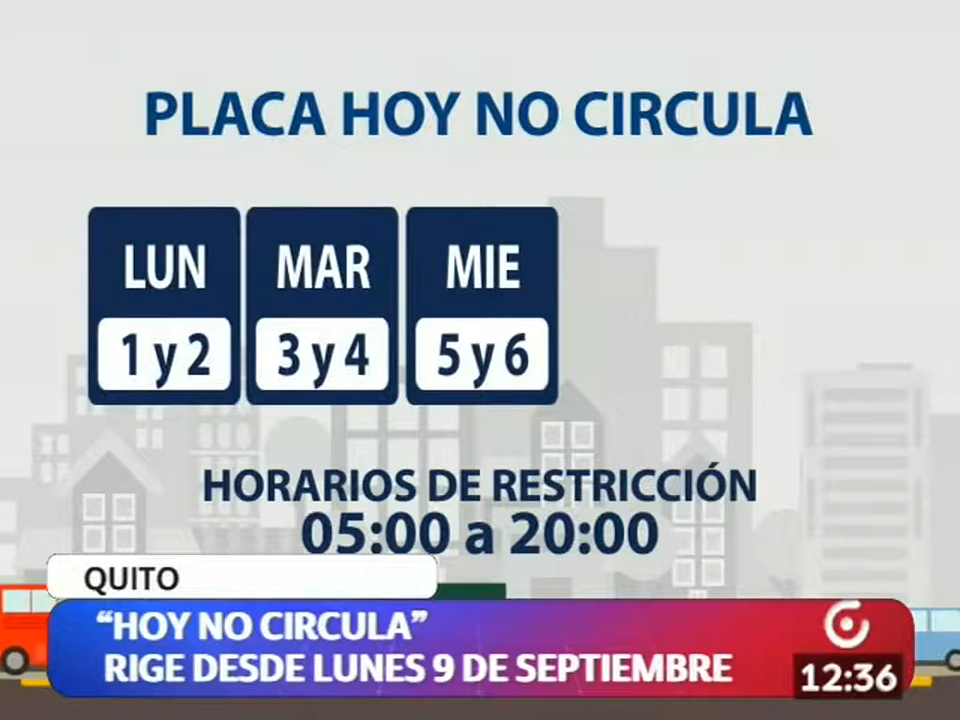 PLACA HOY NO CIRCULA
LUN MAR MIE
1 y 2 3 y 4 5 y 6
HORARIOS DE RESTRICCIÓN
05:00 a 20:00
QUITO
“HOY NO CIRCULA”
RIGE DESDE LUNES 9 DE SEPTIEMBRE
12:36